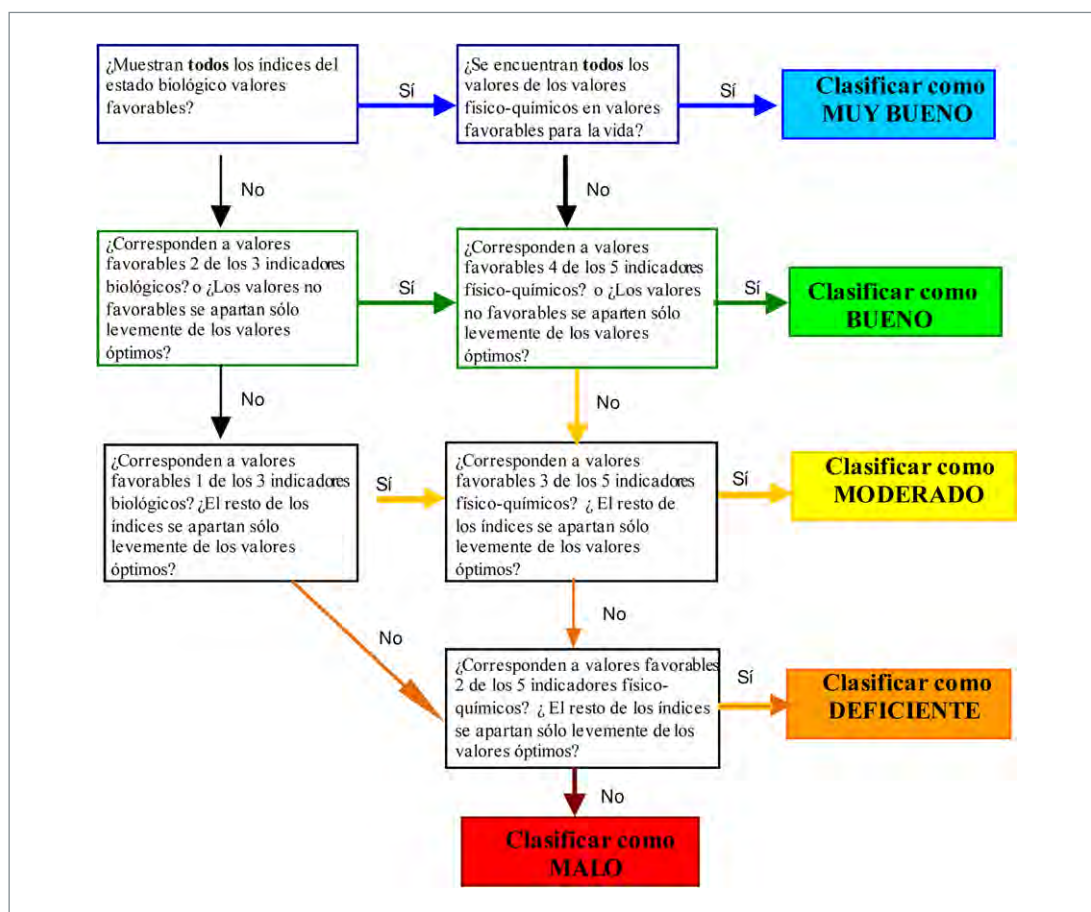 ¿Muestran todos los índices del
estado biológico valores
favorables?
Sí
¿Se encuentran todos los
valores de los valores
físico-químicos en valores
favorables para la vida?
Sí
Clasificar como
MUY BUENO
No
No
¿Corresponden a valores
favorables 2 de los 3 indicadores
biológicos? o ¿Los valores no
favorables se apartan sólo
levemente de los valores
óptimos?
Sí
¿Corresponden a valores
favorables 4 de los 5 indicadores
físico-químicos? o ¿Los valores
no favorables se aparten sólo
levemente de los valores
óptimos?
Sí
Clasificar como
BUENO
No
No
¿Corresponden a valores
favorables 1 de los 3 indicadores
biológicos? ¿El resto de los
índices se apartan sólo
levemente de los valores
óptimos?
Sí
¿Corresponden a valores
favorables 3 de los 5 indicadores
físico-químicos? ¿ El resto de
los índices se apartan sólo
levemente de los valores
óptimos?
Sí
Clasificar como
MODERADO
No
No
¿Corresponden a valores favorables
2 de los 5 indicadores físico-
químicos? ¿ El resto de los índices
se apartan sólo levemente de los
valores óptimos?
Sí
Clasificar como
DEFICIENTE
No
Clasificar como
MALO